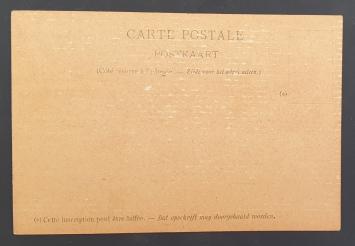 CARTE POSTALE
POSTKAART
(Côté réservé à l'adresse. — Zijde voor het adres alleen.)
(a)
(a) Cette inscription peut être biffée. — Dat opschrift mag doorgehaald worden.